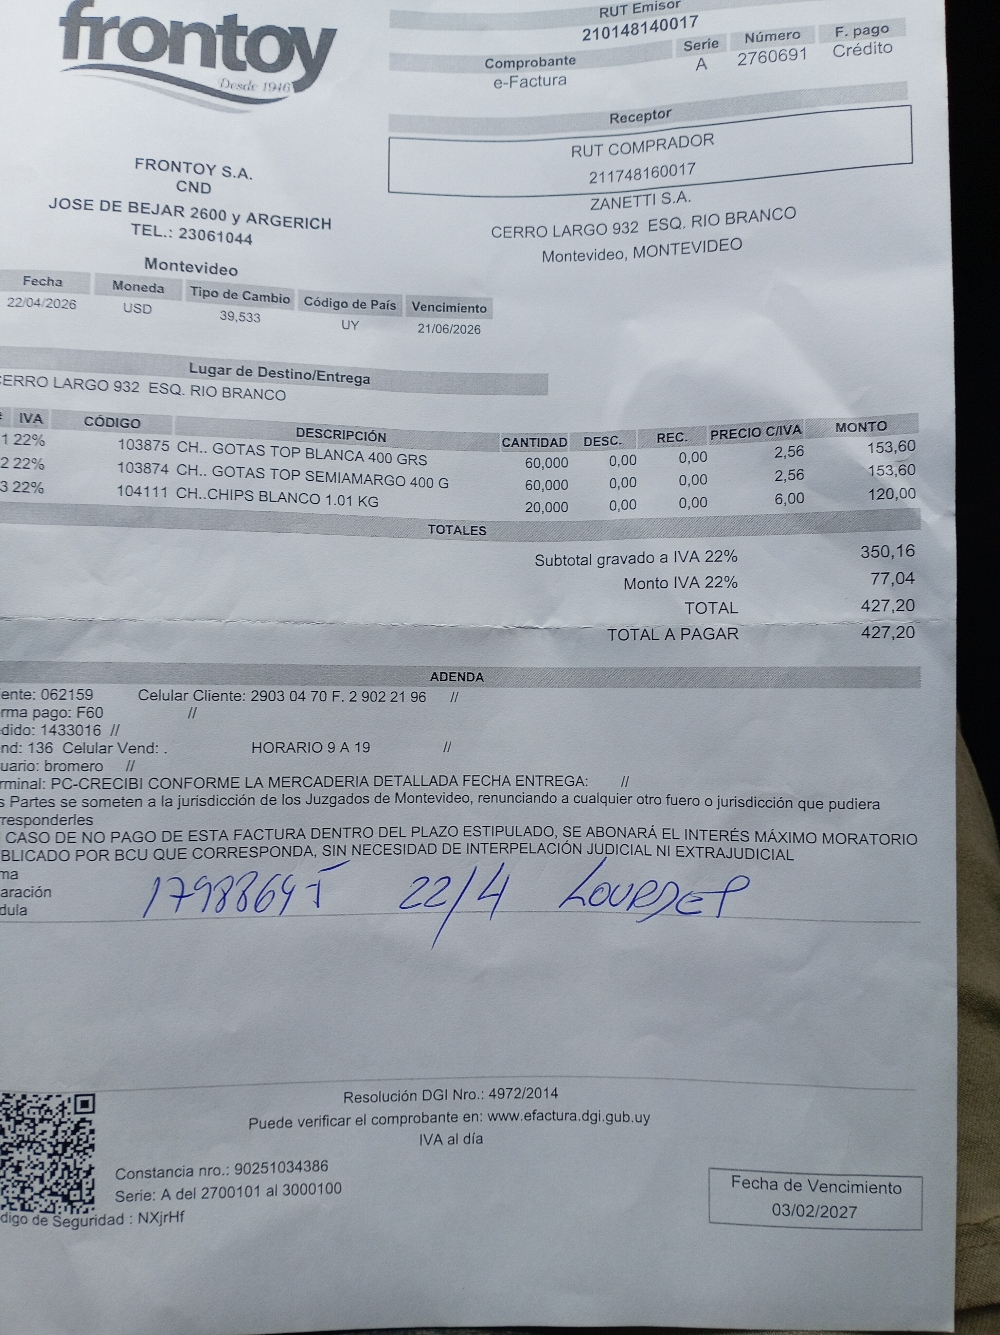 frontoy
Desde 1946
RUT Emisor
210148140017
Comprobante Serie Número F. pago
e-Factura A 2760691 Crédito
Receptor
RUT COMPRADOR
211748160017
ZANETTI S.A.
CERRO LARGO 932 ESQ. RIO BRANCO
Montevideo, MONTEVIDEO
FRONTOY S.A.
CND
JOSE DE BEJAR 2600 y ARGERICH
TEL.: 23061044
Montevideo
Fecha Moneda Tipo de Cambio Código de País Vencimiento
22/04/2026 USD 39,533 UY 21/06/2026
Lugar de Destino/Entrega
CERRO LARGO 932 ESQ. RIO BRANCO
IVA CÓDIGO DESCRIPCIÓN CANTIDAD DESC. REC. PRECIO C/IVA MONTO
1 22% 103875 CH.. GOTAS TOP BLANCA 400 GRS 60,000 0,00 0,00 2,56 153,60
2 22% 103874 CH.. GOTAS TOP SEMIAMARGO 400 G 60,000 0,00 0,00 2,56 153,60
3 22% 104111 CH..CHIPS BLANCO 1.01 KG 20,000 0,00 0,00 6,00 120,00
TOTALES
Subtotal gravado a IVA 22% 350,16
Monto IVA 22% 77,04
TOTAL 427,20
TOTAL A PAGAR 427,20
ADENDA
ente: 062159 Celular Cliente: 2903 04 70 F. 2 902 21 96 //
rma pago: F60 //
dido: 1433016 //
nd: 136 Celular Vend: . HORARIO 9 A 19 //
uario: bromero //
rminal: PC-CRECIBI CONFORME LA MERCADERIA DETALLADA FECHA ENTREGA: //
s Partes se someten a la jurisdicción de los Juzgados de Montevideo, renunciando a cualquier otro fuero o jurisdicción que pudiera
rresponderles
CASO DE NO PAGO DE ESTA FACTURA DENTRO DEL PLAZO ESTIPULADO, SE ABONARÁ EL INTERÉS MÁXIMO MORATORIO
BLICADO POR BCU QUE CORRESPONDA, SIN NECESIDAD DE INTERPELACIÓN JUDICIAL NI EXTRAJUDICIAL
ma
aración
dula
22/4 LOURDES
Resolución DGI Nro.: 4972/2014
Puede verificar el comprobante en: www.efactura.dgi.gub.uy
IVA al día
Constancia nro.: 90251034386
Serie: A del 2700101 al 3000100
digo de Seguridad : NXjrHf
Fecha de Vencimiento
03/02/2027